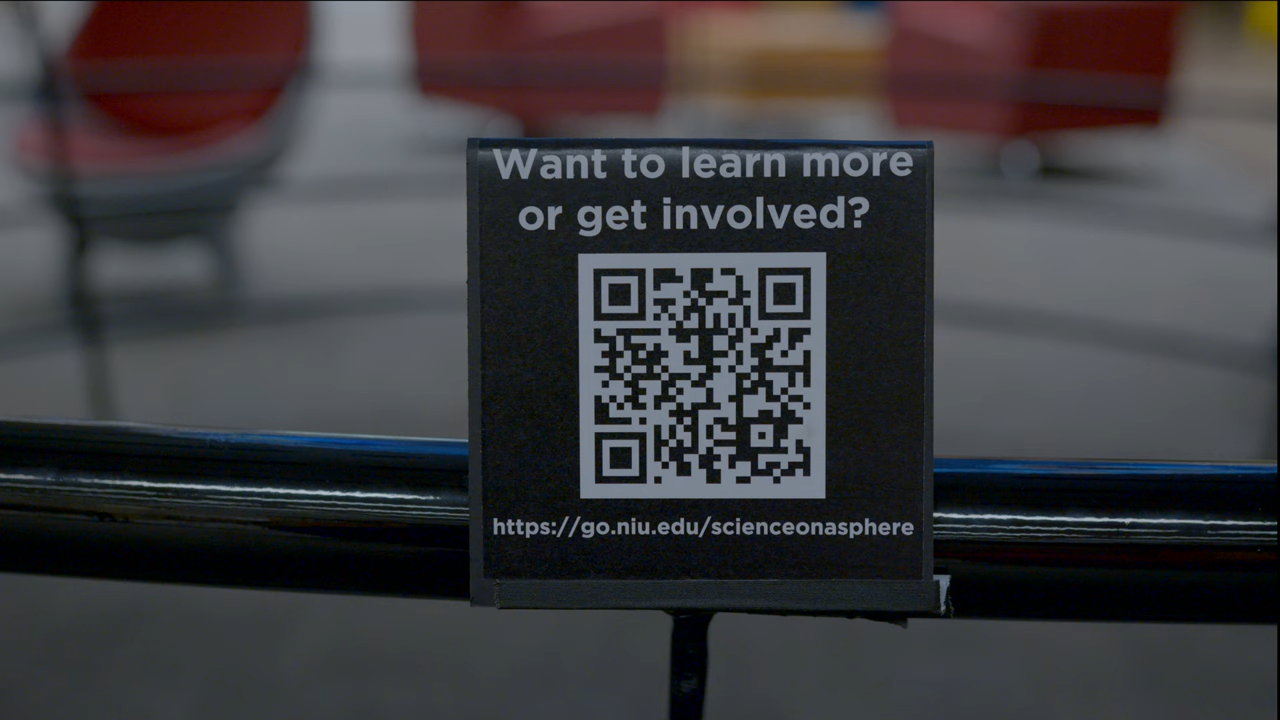 Want to learn more
or get involved?
https://go.niu.edu/scienceonasphere